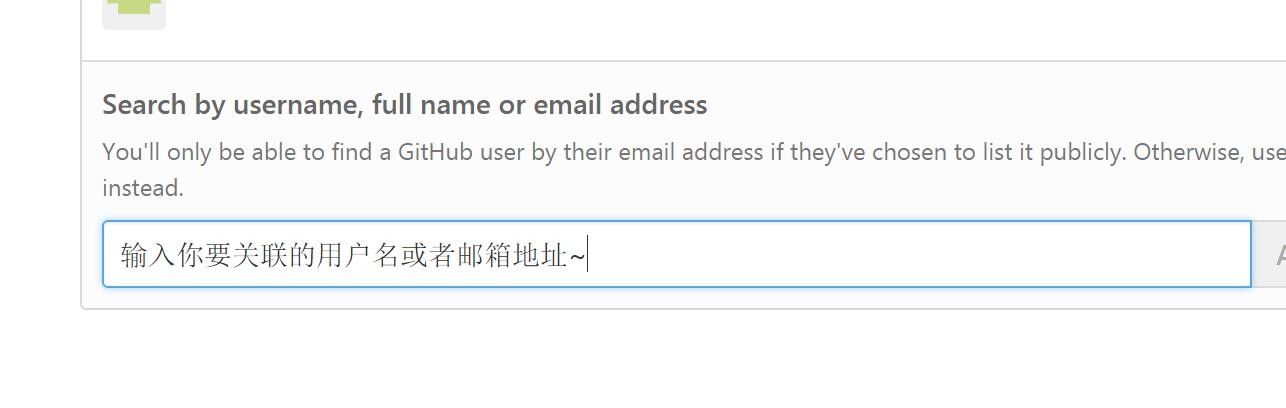 Search by username, full name or email address
You'll only be able to find a GitHub user by their email address if they've chosen to list it publicly. Otherwise, use
instead.
输入你要关联的用户名或者邮箱地址~